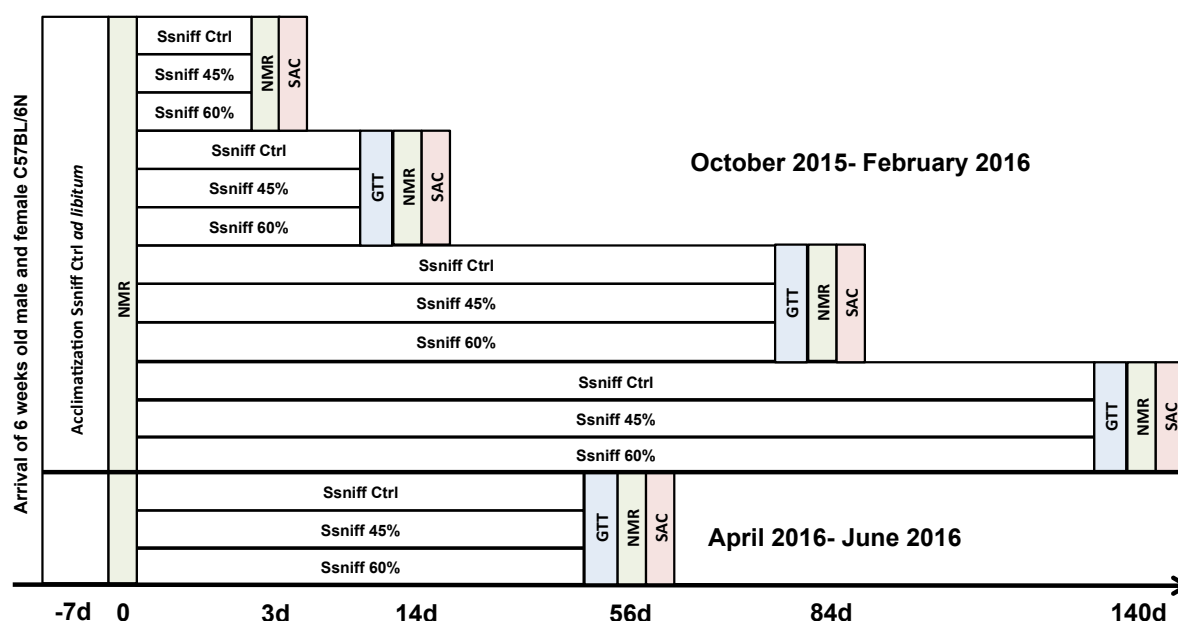 Arrival of 6 weeks old male and female C57BL/6N
Acclimatization Ssniff Ctrl ad libitum
NMR
Ssniff Ctrl
Ssniff 45%
Ssniff 60%
NMR
SAC
Ssniff Ctrl
Ssniff 45%
Ssniff 60%
GTT
NMR
SAC
October 2015- February 2016
Ssniff Ctrl
Ssniff 45%
Ssniff 60%
GTT
NMR
SAC
Ssniff Ctrl
Ssniff 45%
Ssniff 60%
GTT
NMR
SAC
Ssniff Ctrl
Ssniff 45%
Ssniff 60%
GTT
NMR
SAC
April 2016- June 2016
-7d 0 3d 14d 56d 84d 140d